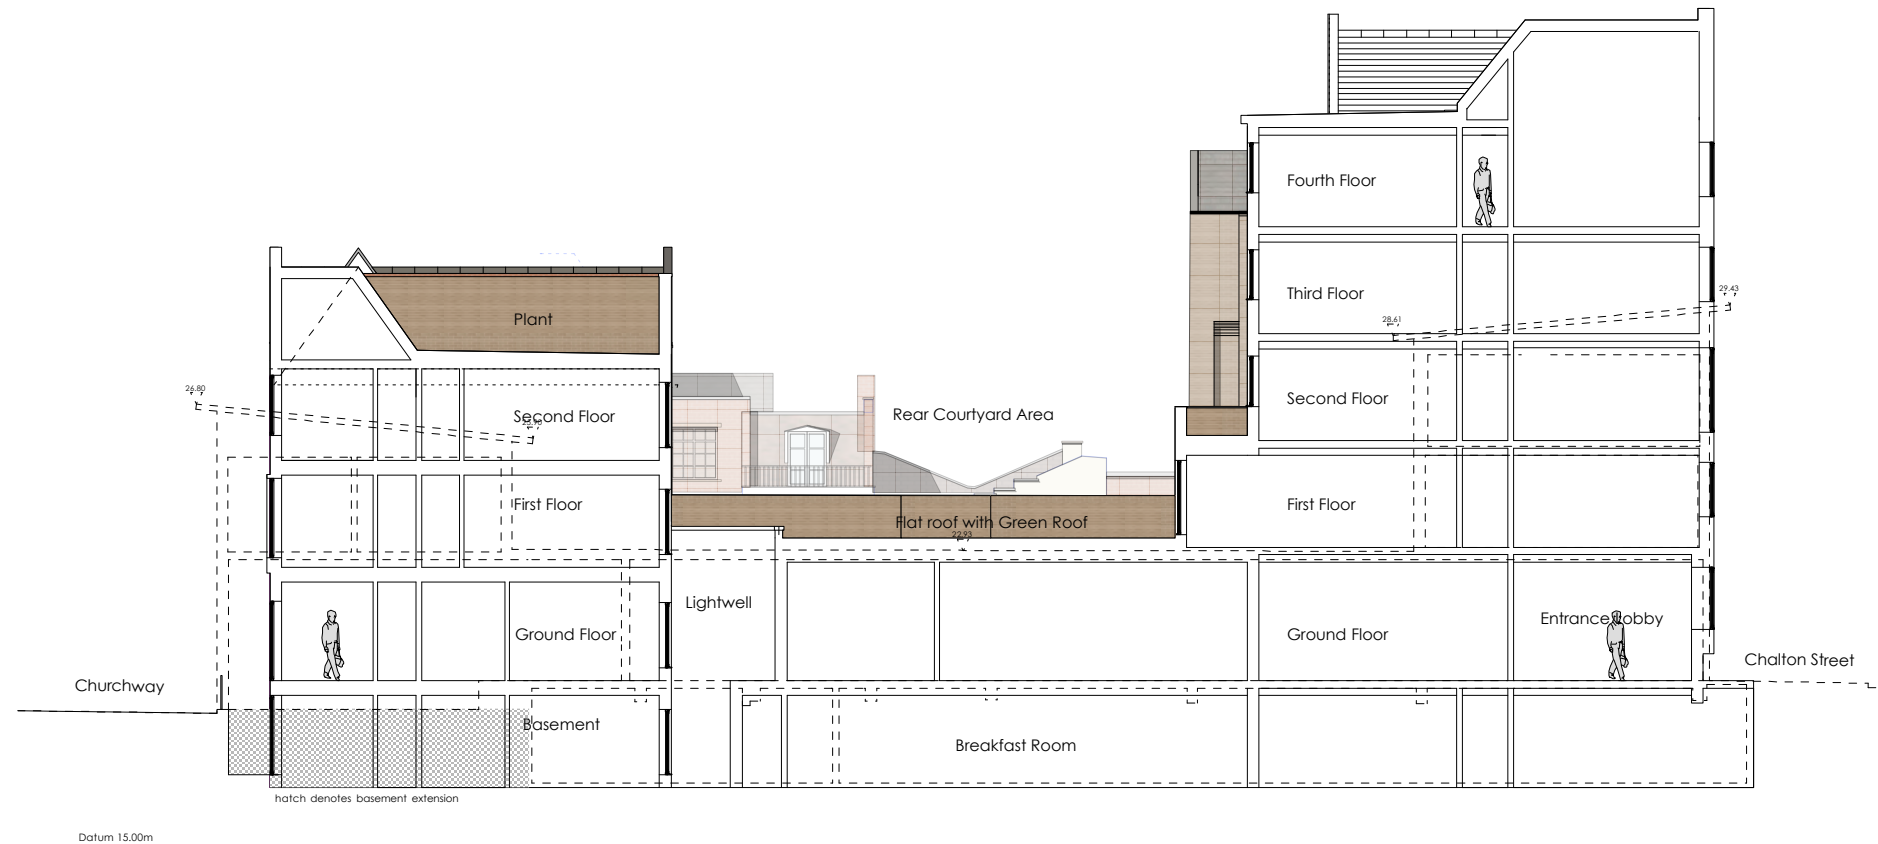 Fourth Floor
Third Floor
29.43
28.61
Plant
26.80
Second Floor
Rear Courtyard Area
Second Floor
First Floor
Flat roof with Green Roof
22.93
First Floor
Lightwell
Ground Floor
Ground Floor
Entrance Lobby
Churchway
Chalton Street
Basement
Breakfast Room
hatch denotes basement extension
Datum 15.00m